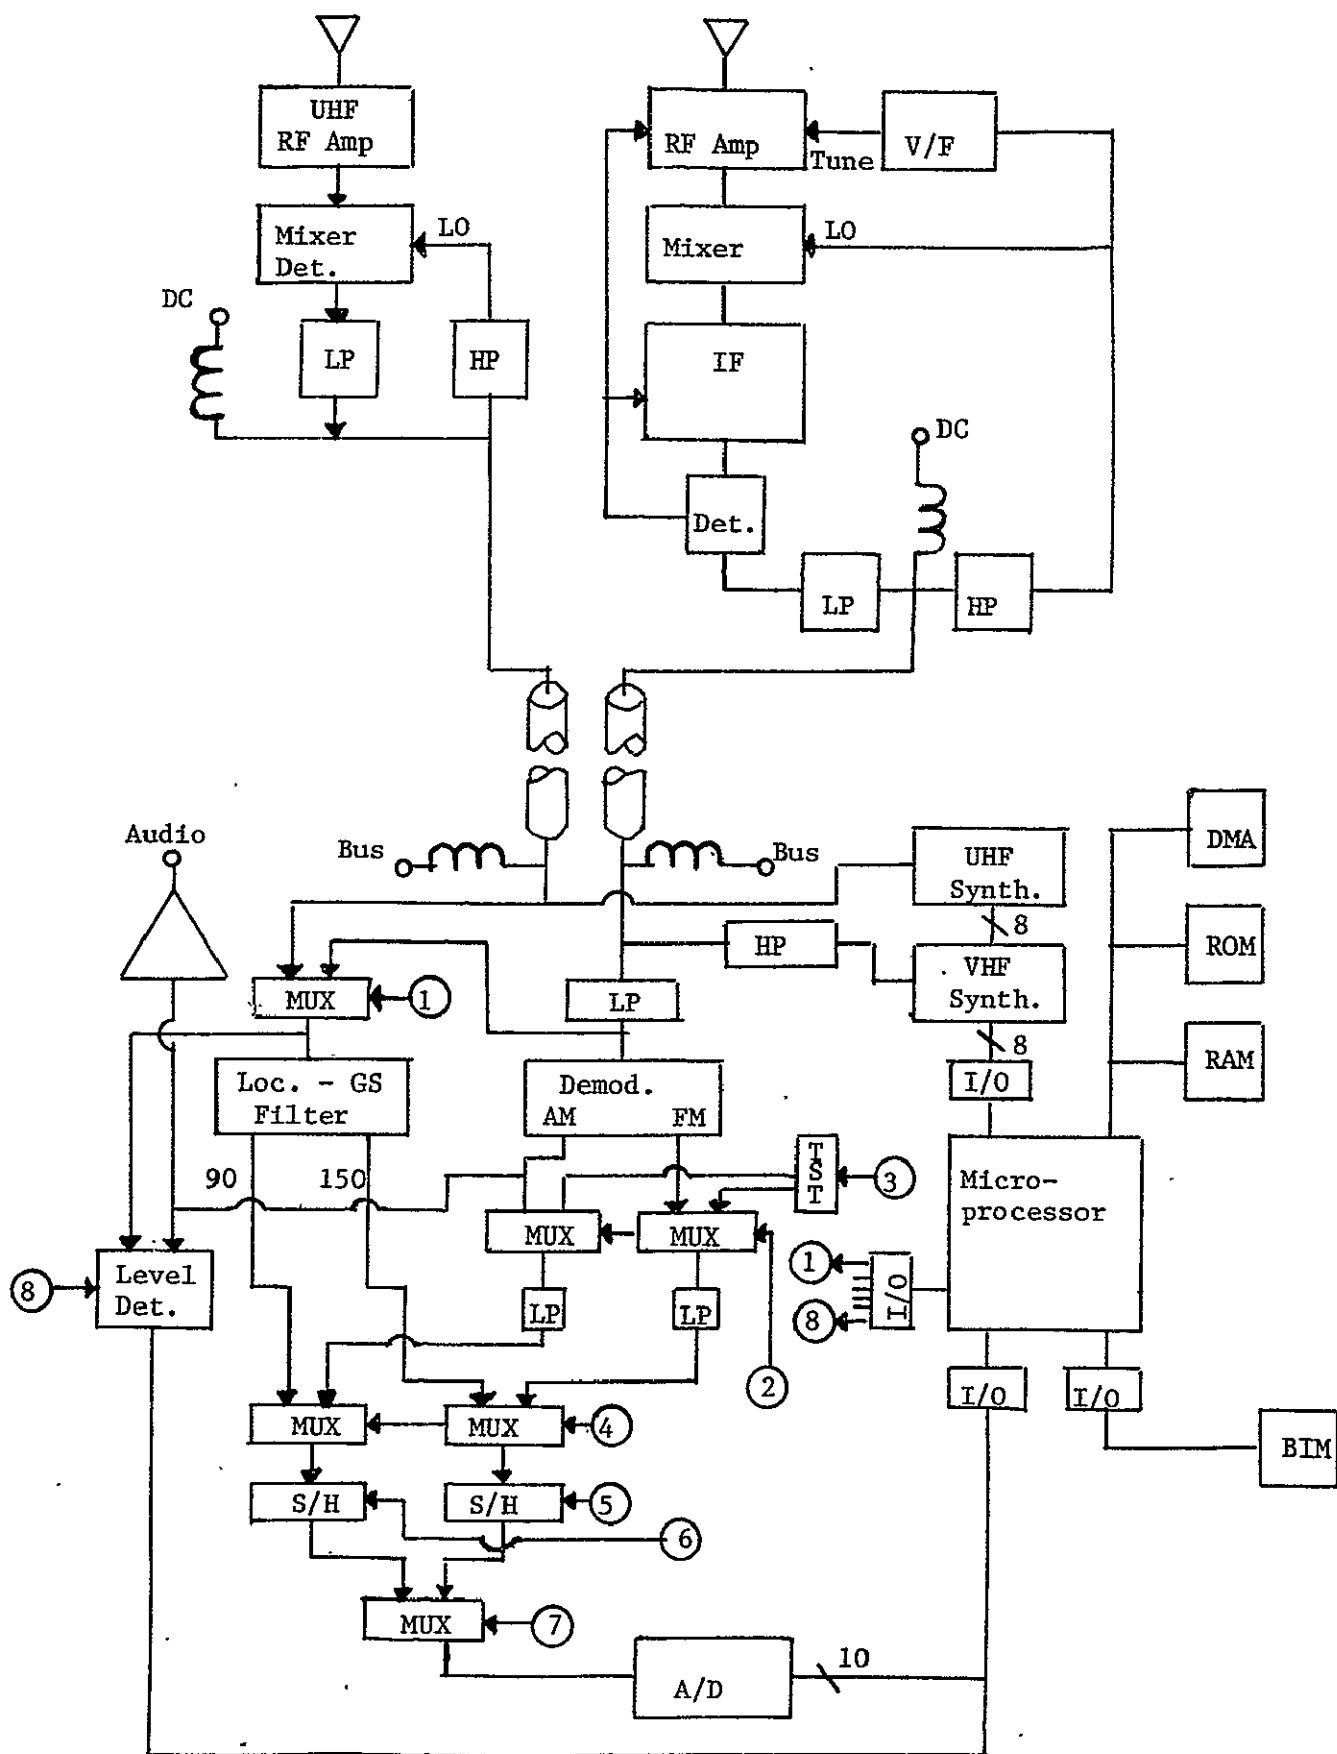 UHF
RF Amp
RF Amp
Tune
V/F
Mixer
Det.
LO
Mixer
LO
DC
LP
HP
IF
DC
Det.
LP
HP
Audio
Bus
Bus
UHF
Synth.
8
DMA
HP
VHF
Synth.
ROM
MUX
1
LP
8
I/O
RAM
Loc. - GS
Filter
Demod.
AM FM
90
150
TST
3
Micro-
processor
MUX
MUX
8
Level
Det.
1
8
I/O
LP
LP
2
I/O
I/O
MUX
MUX
4
BIM
S/H
S/H
5
6
MUX
7
A/D
10